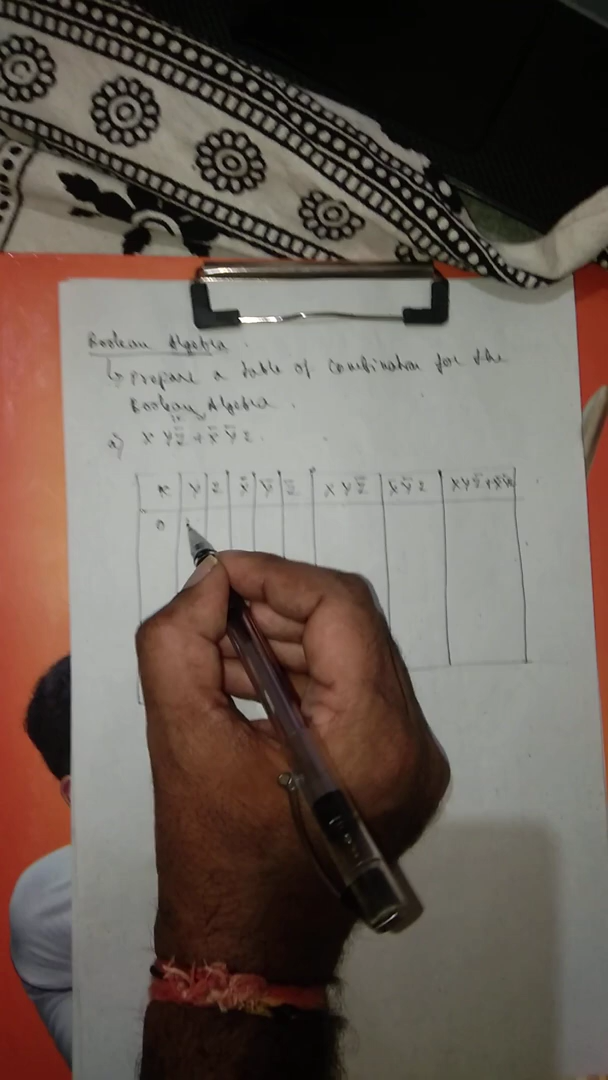 Boolean Algebra.
↳ Prepare a table of combination for the
Boolean Algebra.
a) X Y Z̅ + X̅ Y̅ Z.
X Y Z X̅ Y̅ Z̅ X Y Z̅ X̅ Y̅ Z X Y Z̅ + X̅ Y̅ Z
0